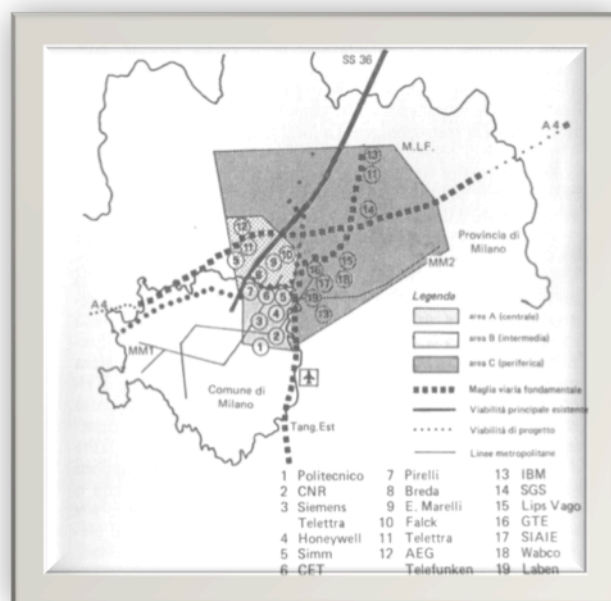 SS 36
A4
M.LF.
Provincia di
Milano
MM2
A4
MM1
Comune di
Milano
Tang. Est
Legenda
area A (centrale)
area B (intermedia)
area C (periferica)
Maglia viaria fondamentale
Viabilità principale esistente
Viabilità di progetto
Linee metropolitane
1 Politecnico 7 Pirelli 13 IBM
2 CNR 8 Breda 14 SGS
3 Siemens 9 E. Marelli 15 Lips Vago
Telettra 10 Falck 16 GTE
4 Honeywell 11 Telettra 17 SIAIE
5 Simm 12 AEG 18 Wabco
6 CET Telefunken 19 Laben